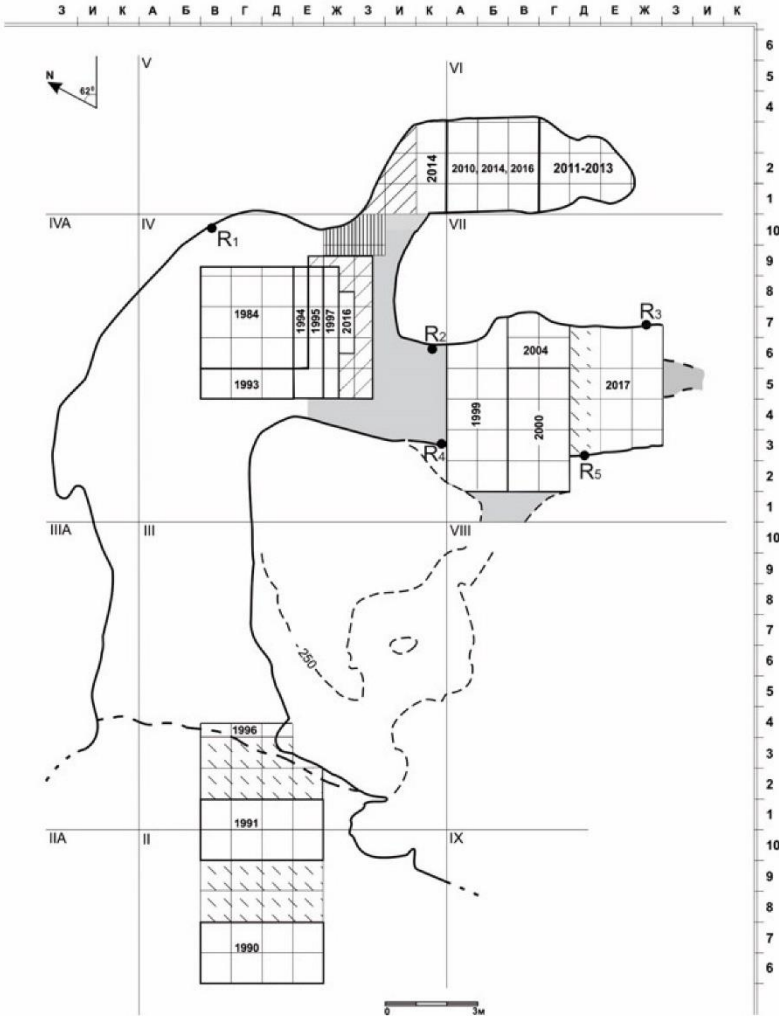 З И К А Б В Г Д Е Ж З И К А Б В Г Д Е Ж З И К
6
5
4
2
1
10
9
8
7
6
5
4
3
2
1
10
9
8
7
6
5
4
3
2
1
10
9
8
7
6
N
62°
V
VI
2014
2010, 2014, 2016
2011-2013
IVA
IV
VII
R1
1984
1994
1995
1997
2016
1993
R2
R3
2004
2017
1999
2000
R4
R5
IIIA
III
VIII
- 250
1996
1991
IIA
II
IX
1990
0 3м